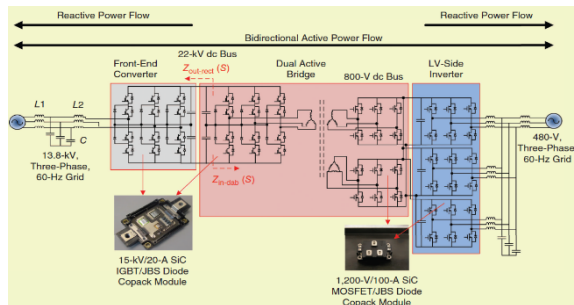 Reactive Power Flow
Reactive Power Flow
Bidirectional Active Power Flow
Front-End
Converter
22-kV dc Bus
Dual Active
Bridge
800-V dc Bus
LV-Side
Inverter
Zout-rect (S)
L1
L2
C
13.8-kV,
Three-Phase,
60-Hz Grid
Zin-dab (S)
480-V,
Three-Phase,
60-Hz Grid
15-kV/20-A SiC
IGBT/JBS Diode
Copack Module
1,200-V/100-A SiC
MOSFET/JBS Diode
Copack Module